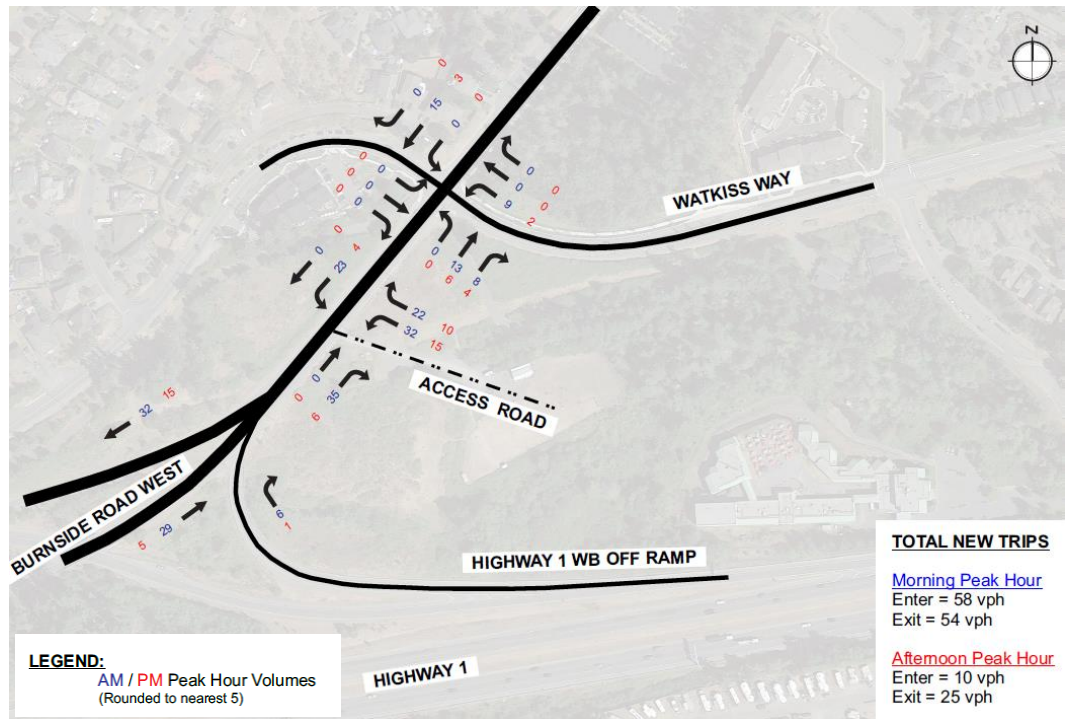 N
0
3
0
0
15
0
0
0
0
0
0
0
0
0
0
9
0
0
2
WATKISS WAY
0
0
23
4
0
13
8
0
6
4
22
10
32
15
ACCESS ROAD
0
0
35
6
32
15
BURNSIDE ROAD WEST
5
29
6
1
HIGHWAY 1 WB OFF RAMP
HIGHWAY 1
LEGEND:
AM / PM Peak Hour Volumes
(Rounded to nearest 5)
TOTAL NEW TRIPS
Morning Peak Hour
Enter = 58 vph
Exit = 54 vph
Afternoon Peak Hour
Enter = 10 vph
Exit = 25 vph